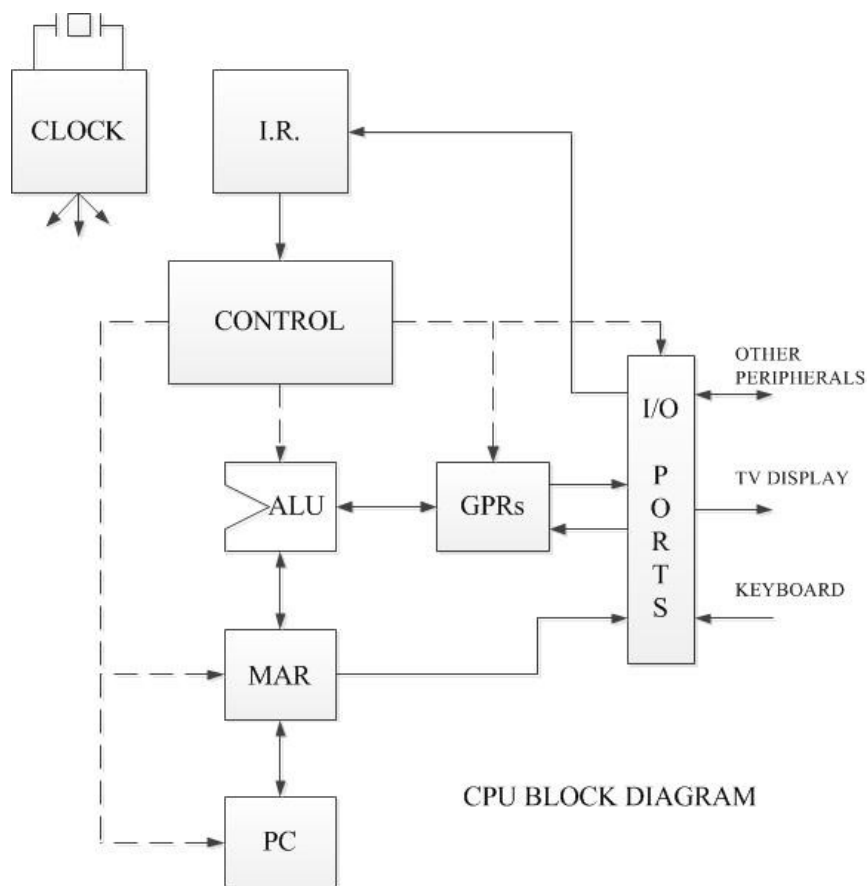 CLOCK
I.R.
CONTROL
OTHER
PERIPHERALS
I/O
P
O
R
T
S
TV DISPLAY
ALU
GPRs
KEYBOARD
MAR
CPU BLOCK DIAGRAM
PC